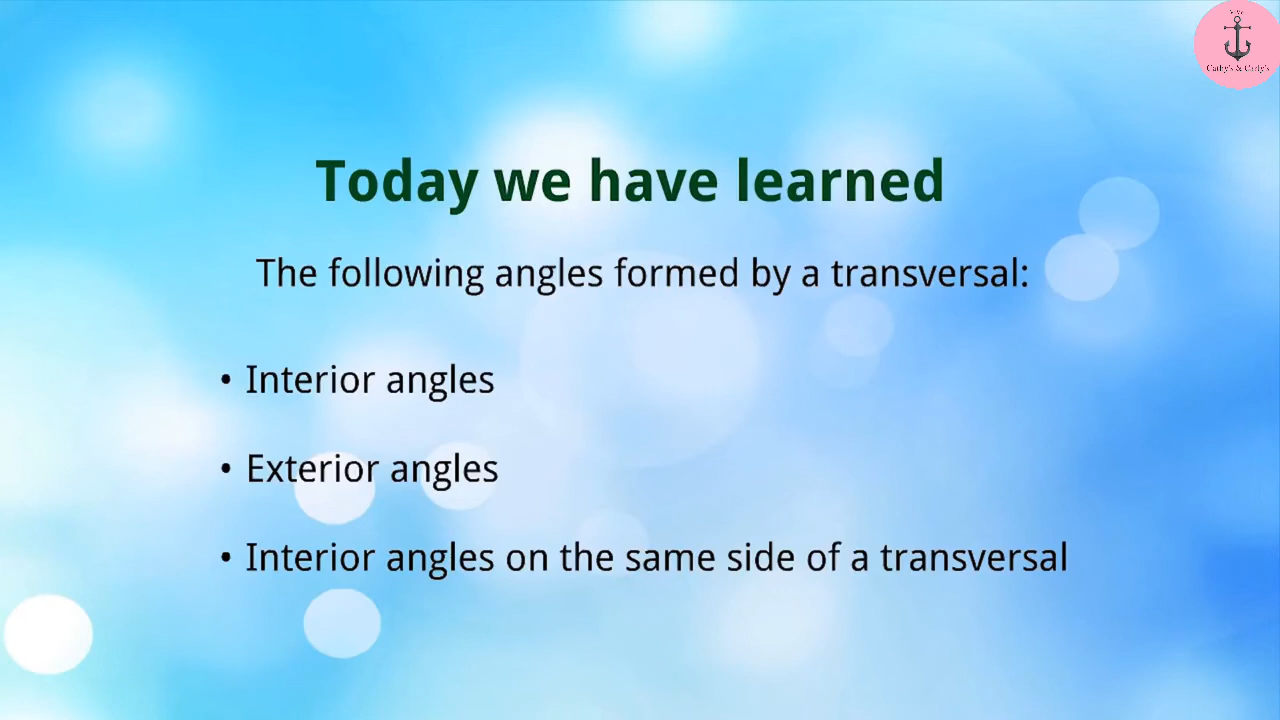 Today we have learned
The following angles formed by a transversal:
• Interior angles
• Exterior angles
• Interior angles on the same side of a transversal